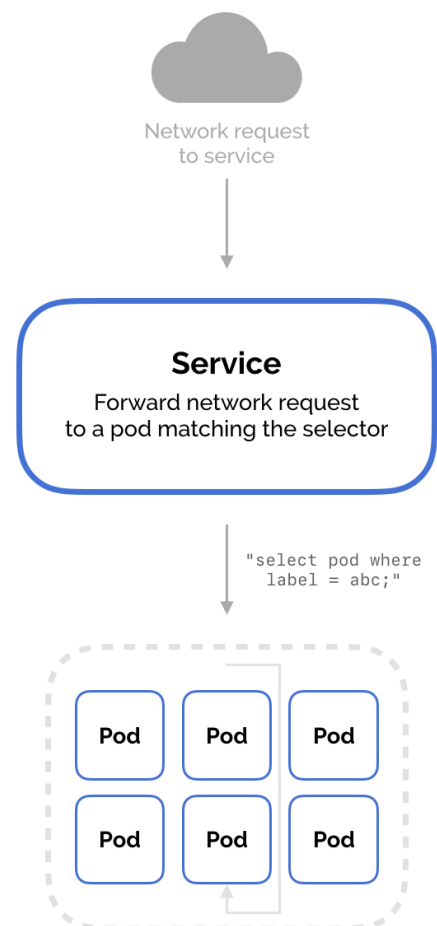 Network request
to service
Service
Forward network request
to a pod matching the selector
"select pod where
label = abc;"
Pod Pod Pod
Pod Pod Pod